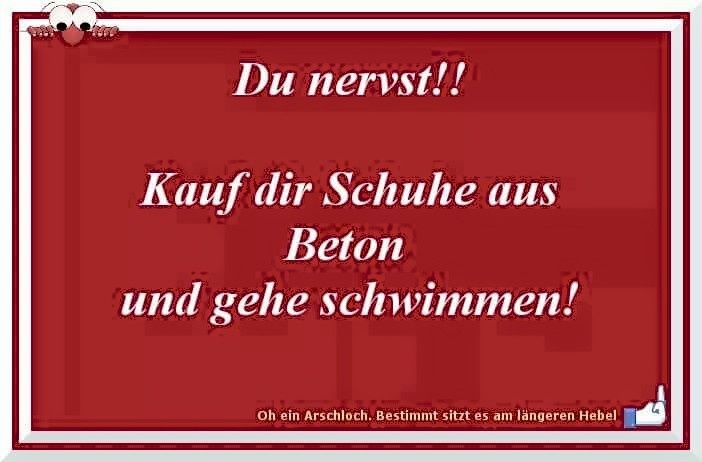 Du nervst!!
Kauf dir Schuhe aus
Beton
und gehe schwimmen!
Oh ein Arschloch. Bestimmt sitzt es am längeren Hebel